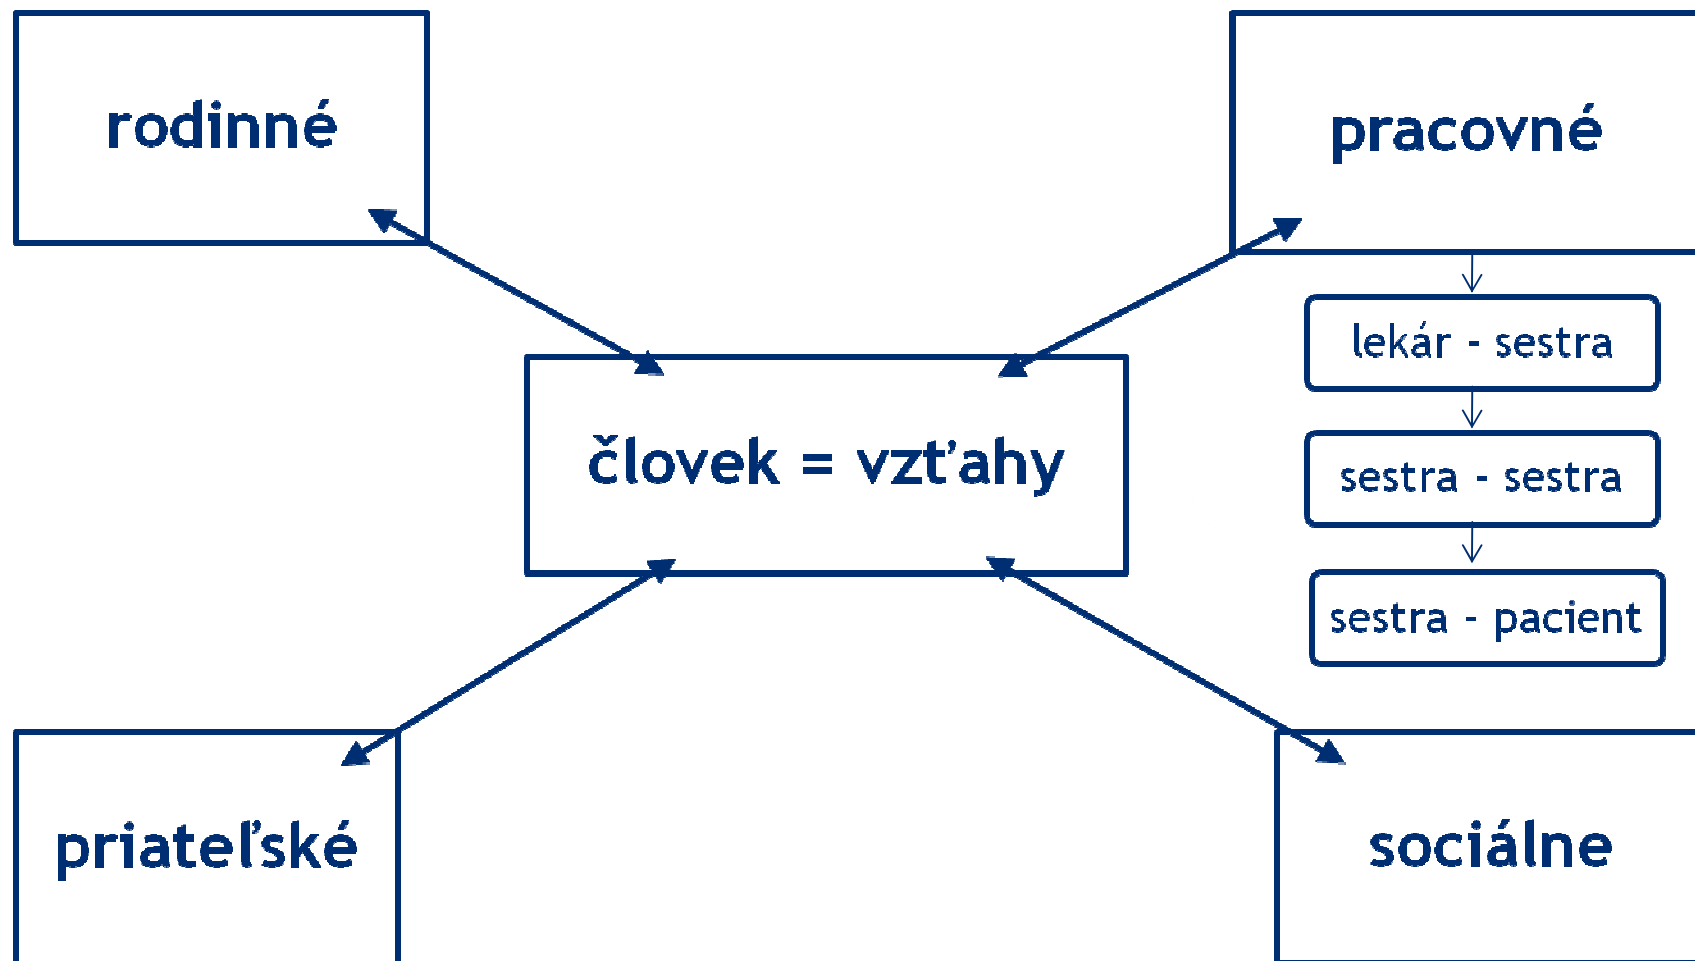 rodinné
pracovné
lekár - sestra
človek = vzťahy
sestra - sestra
sestra - pacient
priateľské
sociálne